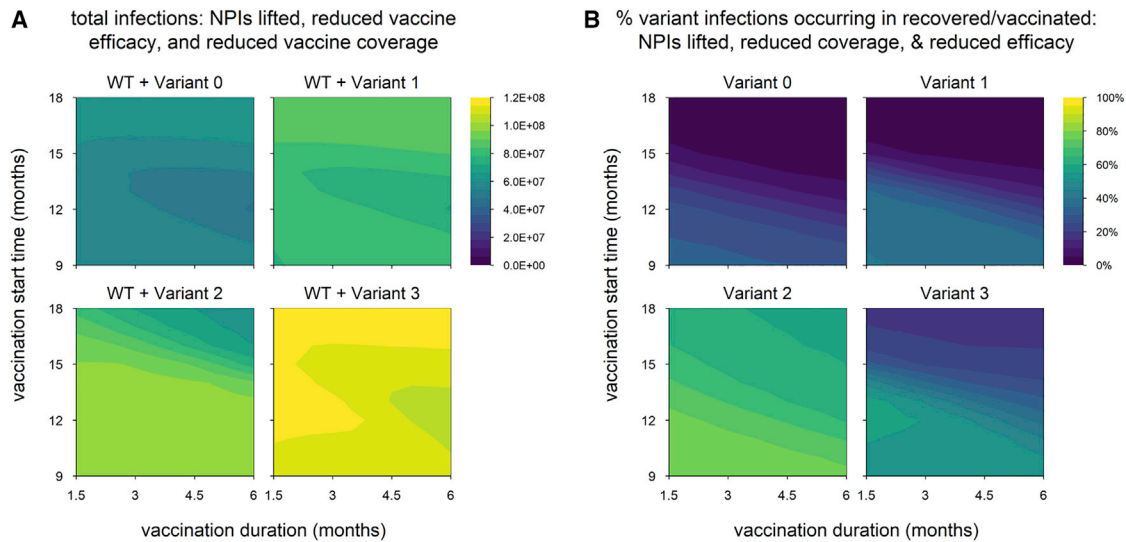 A
total infections: NPIs lifted, reduced vaccine
efficacy, and reduced vaccine coverage
WT + Variant 0
WT + Variant 1
18
15
12
9
1.2E+08
1.0E+08
8.0E+07
6.0E+07
4.0E+07
2.0E+07
0.0E+00
WT + Variant 2
WT + Variant 3
18
15
12
9
1.5
3
4.5
6
1.5
3
4.5
6
vaccination start time (months)
vaccination duration (months)
B
% variant infections occurring in recovered/vaccinated:
NPIs lifted, reduced coverage, & reduced efficacy
Variant 0
Variant 1
18
15
12
9
100%
80%
60%
40%
20%
0%
Variant 2
Variant 3
18
15
12
9
1.5
3
4.5
6
1.5
3
4.5
6
vaccination start time (months)
vaccination duration (months)